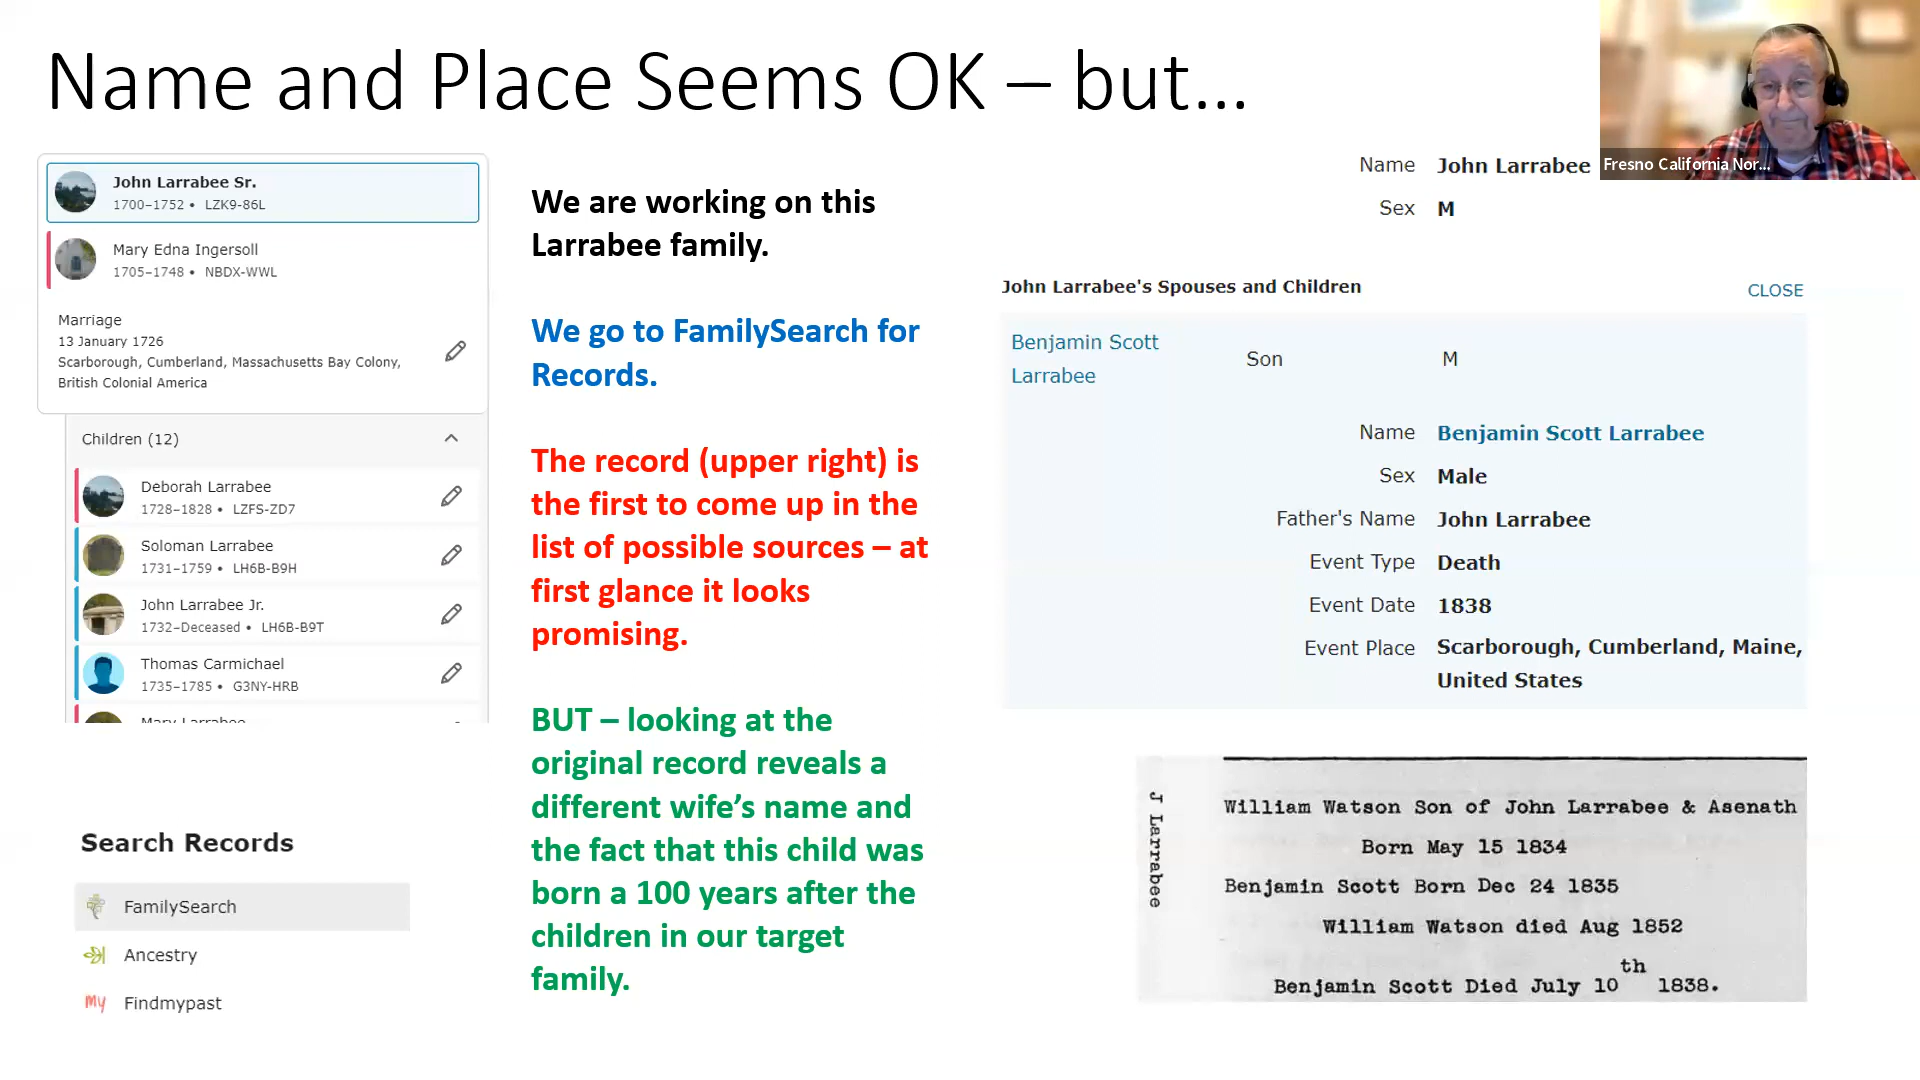 Name and Place Seems OK – but...
John Larrabee Sr.
1700–1752 • LZK9-86L
Mary Edna Ingersoll
1705–1748 • NBDX-WWL
Marriage
13 January 1726
Scarborough, Cumberland, Massachusetts Bay Colony,
British Colonial America
Children (12)
Deborah Larrabee
1728–1828 • LZFS-ZD7
Soloman Larrabee
1731–1759 • LH6B-B9H
John Larrabee Jr.
1732–Deceased • LH6B-B9T
Thomas Carmichael
1735–1785 • G3NY-HRB
Mary Larrabee
Search Records
FamilySearch
Ancestry
my Findmypast
We are working on this
Larrabee family.
We go to FamilySearch for
Records.
The record (upper right) is
the first to come up in the
list of possible sources – at
first glance it looks
promising.
BUT – looking at the
original record reveals a
different wife’s name and
the fact that this child was
born a 100 years after the
children in our target
family.
Fresno California Nor...
Name John Larrabee
Sex M
John Larrabee's Spouses and Children
CLOSE
Benjamin Scott
Larrabee
Son M
Name Benjamin Scott Larrabee
Sex Male
Father's Name John Larrabee
Event Type Death
Event Date 1838
Event Place Scarborough, Cumberland, Maine,
United States
J Larrabee
William Watson Son of John Larrabee & Asenath
Born May 15 1834
Benjamin Scott Born Dec 24 1835
William Watson died Aug 1852
Benjamin Scott Died July 10th 1838.